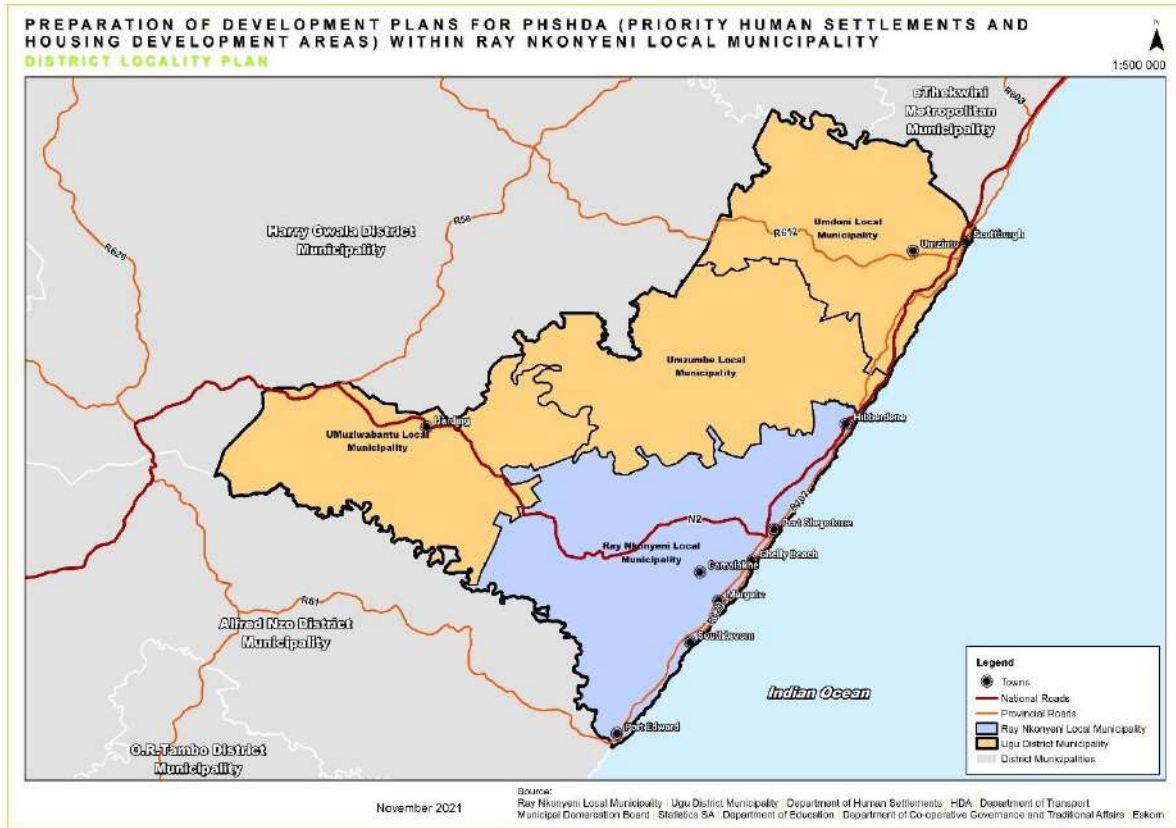 PREPARATION OF DEVELOPMENT PLANS FOR PHSHDA (PRIORITY HUMAN SETTLEMENTS AND
HOUSING DEVELOPMENT AREAS) WITHIN RAY NKONYENI LOCAL MUNICIPALITY
DISTRICT LOCALITY PLAN
N
1:500 000
eThekwini
Metropolitan
Municipality
R603
Harry Gwala District
Municipality
R56
R626
Umdoni Local
Municipality
R612
Umzinto
Scottburgh
Umzumbe Local
Municipality
Harding
UMuziwabantu Local
Municipality
Hibberdene
R102
N2
Port Shepstone
Ray Nkonyeni Local
Municipality
Shelly Beach
Gamalakhe
Margate
R620
Southbroom
R61
Alfred Nzo District
Municipality
Indian Ocean
Port Edward
O.R.Tambo District
Municipality
Legend
Towns
National Roads
Provincial Roads
Ray Nkonyeni Local Municipality
Ugu District Municipality
District Municipalities
November 2021
Source:
Ray Nkonyeni Local Municipality | Ugu District Municipality | Department of Human Settlements | HDA | Department of Transport
Municipal Demarcation Board | Statistics SA | Department of Education | Department of Co-operative Governance and Traditional Affairs | Eskom